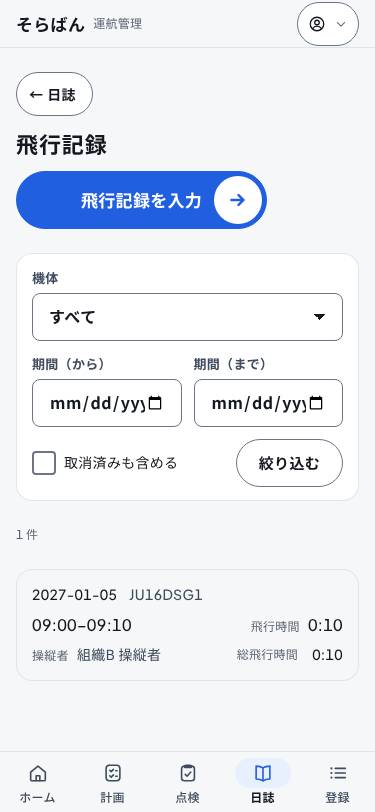 そらばん 運航管理
← 日誌
飛行記録
飛行記録を入力
機体
すべて
期間（から） 期間（まで）
mm/dd/yyy mm/dd/yyy
取消済みも含める 絞り込む
1 件
2027-01-05 JU16DSG1
09:00–09:10 飛行時間 0:10
操縦者 組織B 操縦者 総飛行時間 0:10
ホーム 計画 点検 日誌 登録